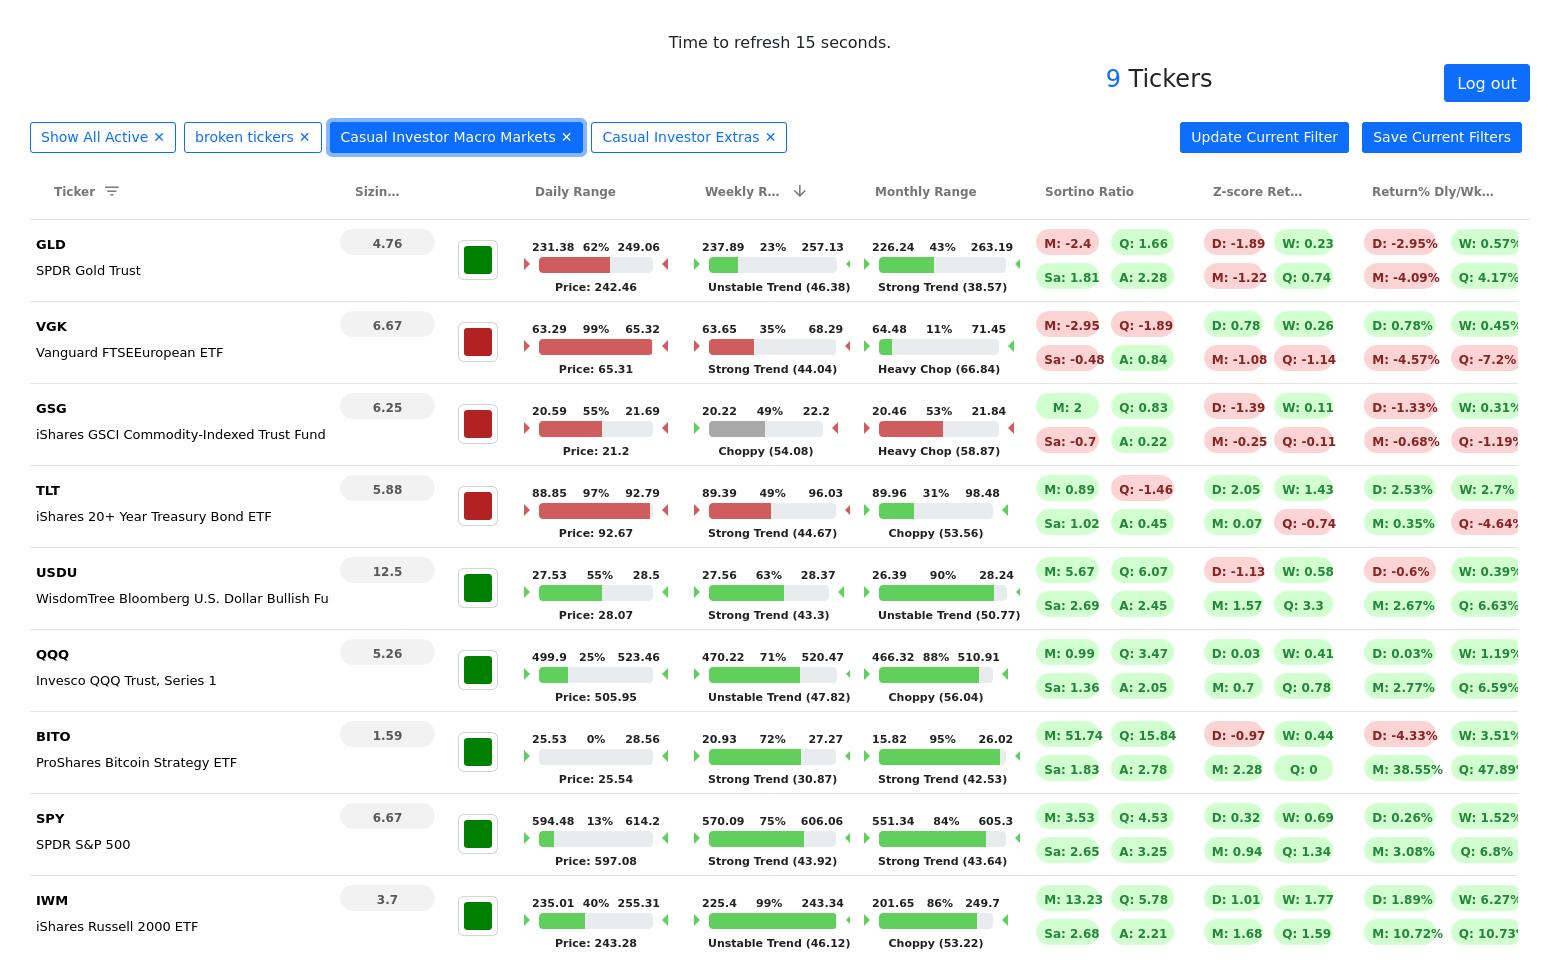 Time to refresh 15 seconds.
9 Tickers
Log out
Show All Active ✕ broken tickers ✕ Casual Investor Macro Markets ✕ Casual Investor Extras ✕ Update Current Filter Save Current Filters
Ticker Sizin… Daily Range Weekly R… Monthly Range Sortino Ratio Z-score Ret… Return% Dly/Wk…
GLD 4.76 231.38 62% 249.06 237.89 23% 257.13 226.24 43% 263.19 M: -2.4 Q: 1.66 D: -1.89 W: 0.23 D: -2.95% W: 0.57%
SPDR Gold Trust Sa: 1.81 A: 2.28 M: -1.22 Q: 0.74 M: -4.09% Q: 4.17%
Price: 242.46 Unstable Trend (46.38) Strong Trend (38.57)
VGK 6.67 63.29 99% 65.32 63.65 35% 68.29 64.48 11% 71.45 M: -2.95 Q: -1.89 D: 0.78 W: 0.26 D: 0.78% W: 0.45%
Vanguard FTSEEuropean ETF Sa: -0.48 A: 0.84 M: -1.08 Q: -1.14 M: -4.57% Q: -7.2%
Price: 65.31 Strong Trend (44.04) Heavy Chop (66.84)
GSG 6.25 20.59 55% 21.69 20.22 49% 22.2 20.46 53% 21.84 M: 2 Q: 0.83 D: -1.39 W: 0.11 D: -1.33% W: 0.31%
iShares GSCI Commodity-Indexed Trust Fund Sa: -0.7 A: 0.22 M: -0.25 Q: -0.11 M: -0.68% Q: -1.19%
Price: 21.2 Choppy (54.08) Heavy Chop (58.87)
TLT 5.88 88.85 97% 92.79 89.39 49% 96.03 89.96 31% 98.48 M: 0.89 Q: -1.46 D: 2.05 W: 1.43 D: 2.53% W: 2.7%
iShares 20+ Year Treasury Bond ETF Sa: 1.02 A: 0.45 M: 0.07 Q: -0.74 M: 0.35% Q: -4.64%
Price: 92.67 Strong Trend (44.67) Choppy (53.56)
USDU 12.5 27.53 55% 28.5 27.56 63% 28.37 26.39 90% 28.24 M: 5.67 Q: 6.07 D: -1.13 W: 0.58 D: -0.6% W: 0.39%
WisdomTree Bloomberg U.S. Dollar Bullish Fu Sa: 2.69 A: 2.45 M: 1.57 Q: 3.3 M: 2.67% Q: 6.63%
Price: 28.07 Strong Trend (43.3) Unstable Trend (50.77)
QQQ 5.26 499.9 25% 523.46 470.22 71% 520.47 466.32 88% 510.91 M: 0.99 Q: 3.47 D: 0.03 W: 0.41 D: 0.03% W: 1.19%
Invesco QQQ Trust, Series 1 Sa: 1.36 A: 2.05 M: 0.7 Q: 0.78 M: 2.77% Q: 6.59%
Price: 505.95 Unstable Trend (47.82) Choppy (56.04)
BITO 1.59 25.53 0% 28.56 20.93 72% 27.27 15.82 95% 26.02 M: 51.74 Q: 15.84 D: -0.97 W: 0.44 D: -4.33% W: 3.51%
ProShares Bitcoin Strategy ETF Sa: 1.83 A: 2.78 M: 2.28 Q: 0 M: 38.55% Q: 47.89%
Price: 25.54 Strong Trend (30.87) Strong Trend (42.53)
SPY 6.67 594.48 13% 614.2 570.09 75% 606.06 551.34 84% 605.3 M: 3.53 Q: 4.53 D: 0.32 W: 0.69 D: 0.26% W: 1.52%
SPDR S&P 500 Sa: 2.65 A: 3.25 M: 0.94 Q: 1.34 M: 3.08% Q: 6.8%
Price: 597.08 Strong Trend (43.92) Strong Trend (43.64)
IWM 3.7 235.01 40% 255.31 225.4 99% 243.34 201.65 86% 249.7 M: 13.23 Q: 5.78 D: 1.01 W: 1.77 D: 1.89% W: 6.27%
iShares Russell 2000 ETF Sa: 2.68 A: 2.21 M: 1.68 Q: 1.59 M: 10.72% Q: 10.73%
Price: 243.28 Unstable Trend (46.12) Choppy (53.22)